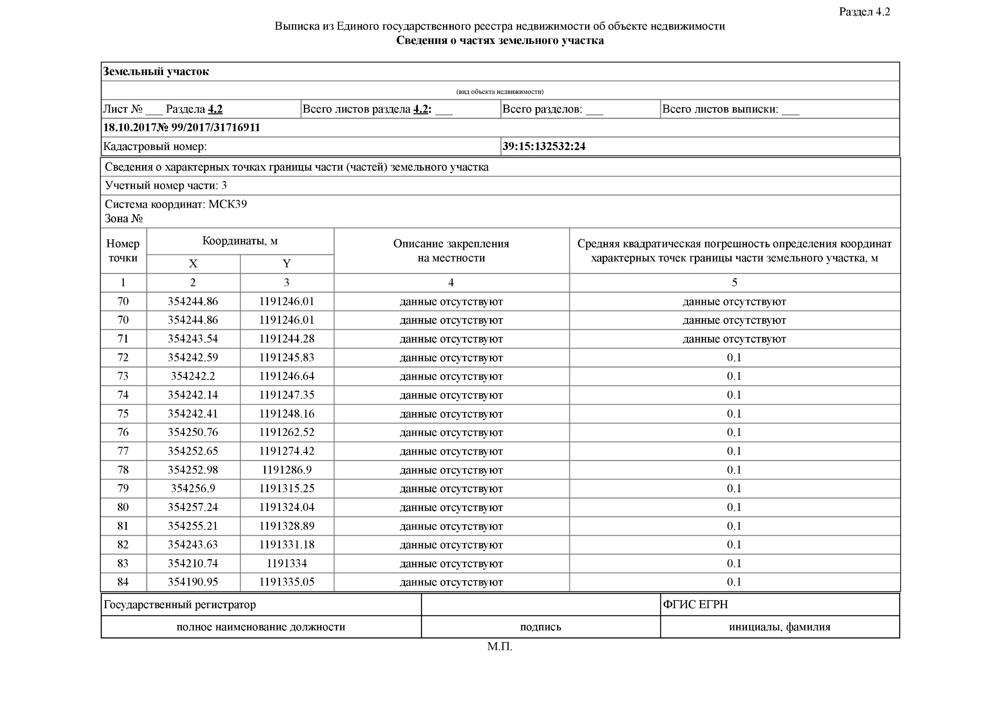 Раздел 4.2
Выписка из Единого государственного реестра недвижимости об объекте недвижимости
Сведения о частях земельного участка
Земельный участок
(вид объекта недвижимости)
Лист № ___ Раздела 4.2 Всего листов раздела 4.2: ___ Всего разделов: ___ Всего листов выписки: ___
18.10.2017№ 99/2017/31716911
Кадастровый номер: 39:15:132532:24
Сведения о характерных точках границы части (частей) земельного участка
Учетный номер части: 3
Система координат: МСК39
Зона №
Номер точки Координаты, м Описание закрепления на местности Средняя квадратическая погрешность определения координат характерных точек границы части земельного участка, м
X Y
1 2 3 4 5
70 354244.86 1191246.01 данные отсутствуют данные отсутствуют
70 354244.86 1191246.01 данные отсутствуют данные отсутствуют
71 354243.54 1191244.28 данные отсутствуют данные отсутствуют
72 354242.59 1191245.83 данные отсутствуют 0.1
73 354242.2 1191246.64 данные отсутствуют 0.1
74 354242.14 1191247.35 данные отсутствуют 0.1
75 354242.41 1191248.16 данные отсутствуют 0.1
76 354250.76 1191262.52 данные отсутствуют 0.1
77 354252.65 1191274.42 данные отсутствуют 0.1
78 354252.98 1191286.9 данные отсутствуют 0.1
79 354256.9 1191315.25 данные отсутствуют 0.1
80 354257.24 1191324.04 данные отсутствуют 0.1
81 354255.21 1191328.89 данные отсутствуют 0.1
82 354243.63 1191331.18 данные отсутствуют 0.1
83 354210.74 1191334 данные отсутствуют 0.1
84 354190.95 1191335.05 данные отсутствуют 0.1
Государственный регистратор ФГИС ЕГРН
полное наименование должности подпись инициалы, фамилия
М.П.